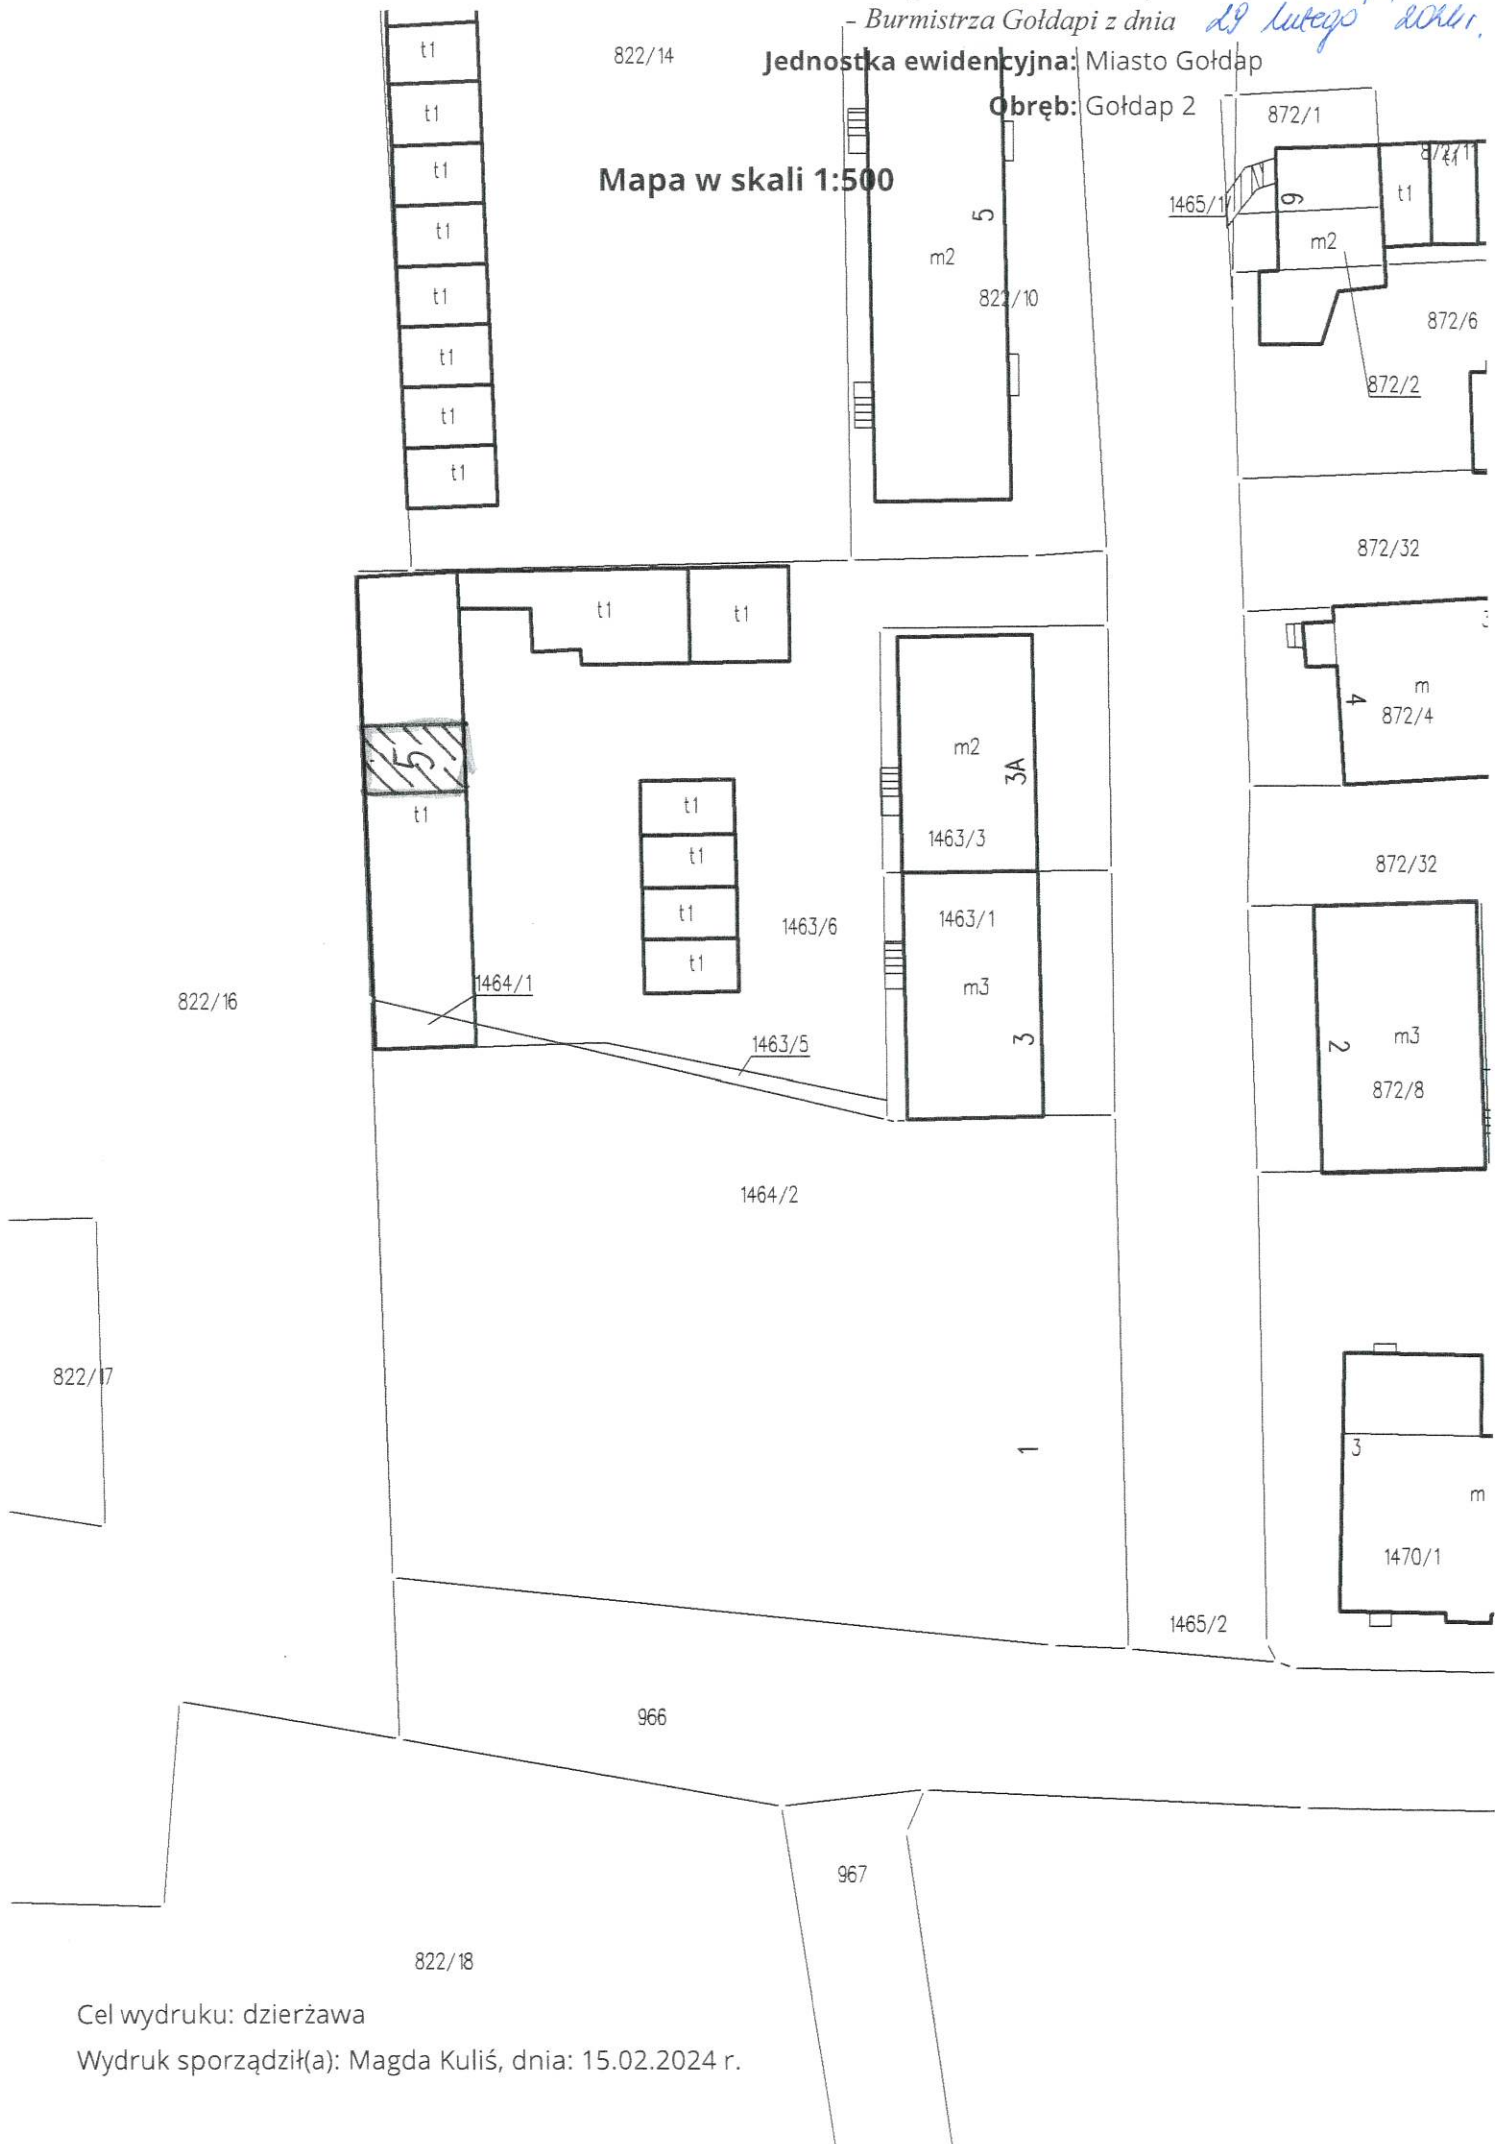 - Burmistrza Gołdapi z dnia 29 lutego 2024r.
Jednostka ewidencyjna: Miasto Gołdap
Obręb: Gołdap 2
Mapa w skali 1:500
t1
t1
t1
t1
t1
t1
t1
t1
822/14
5
m2
822/10
872/1
t1
t1
1465/1
6
m2
872/6
872/2
872/32
t1
t1
5
t1
m2
3A
1463/3
t1
t1
t1
t1
1463/6
1463/1
m3
3
4
m
872/4
872/32
822/16
1464/1
1463/5
2
m3
872/8
1464/2
822/17
1
3
m
1470/1
1465/2
966
967
822/18
Cel wydruku: dzierżawa
Wydruk sporządził(a): Magda Kuliś, dnia: 15.02.2024 r.